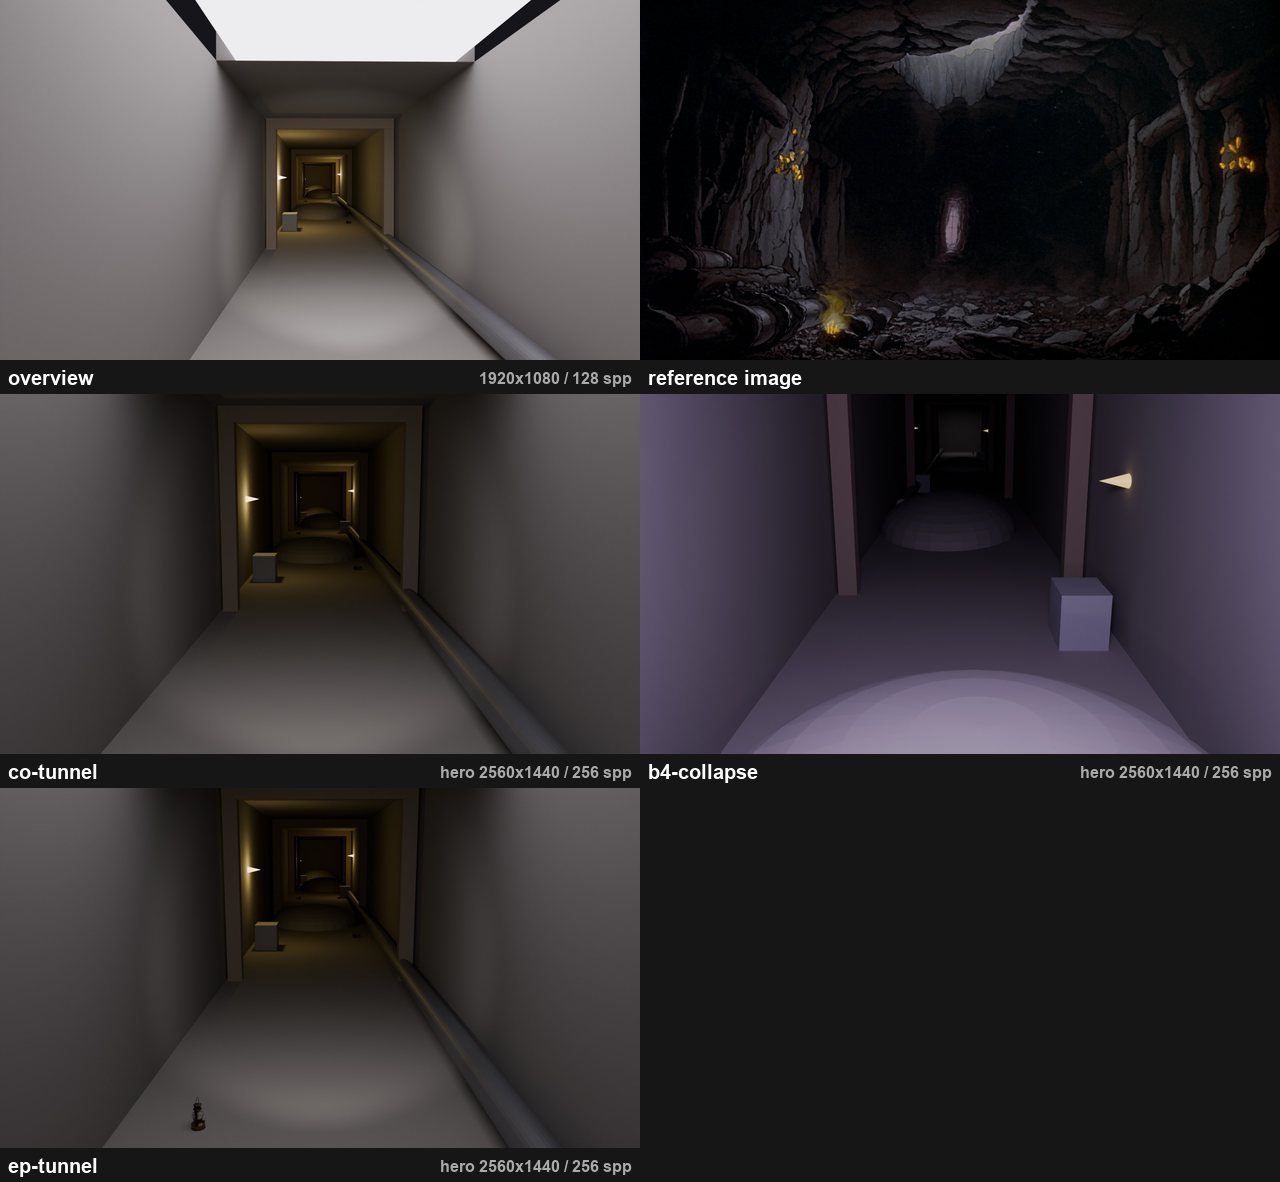 overview
1920x1080 / 128 spp
reference image
co-tunnel
hero 2560x1440 / 256 spp
b4-collapse
hero 2560x1440 / 256 spp
ep-tunnel
hero 2560x1440 / 256 spp